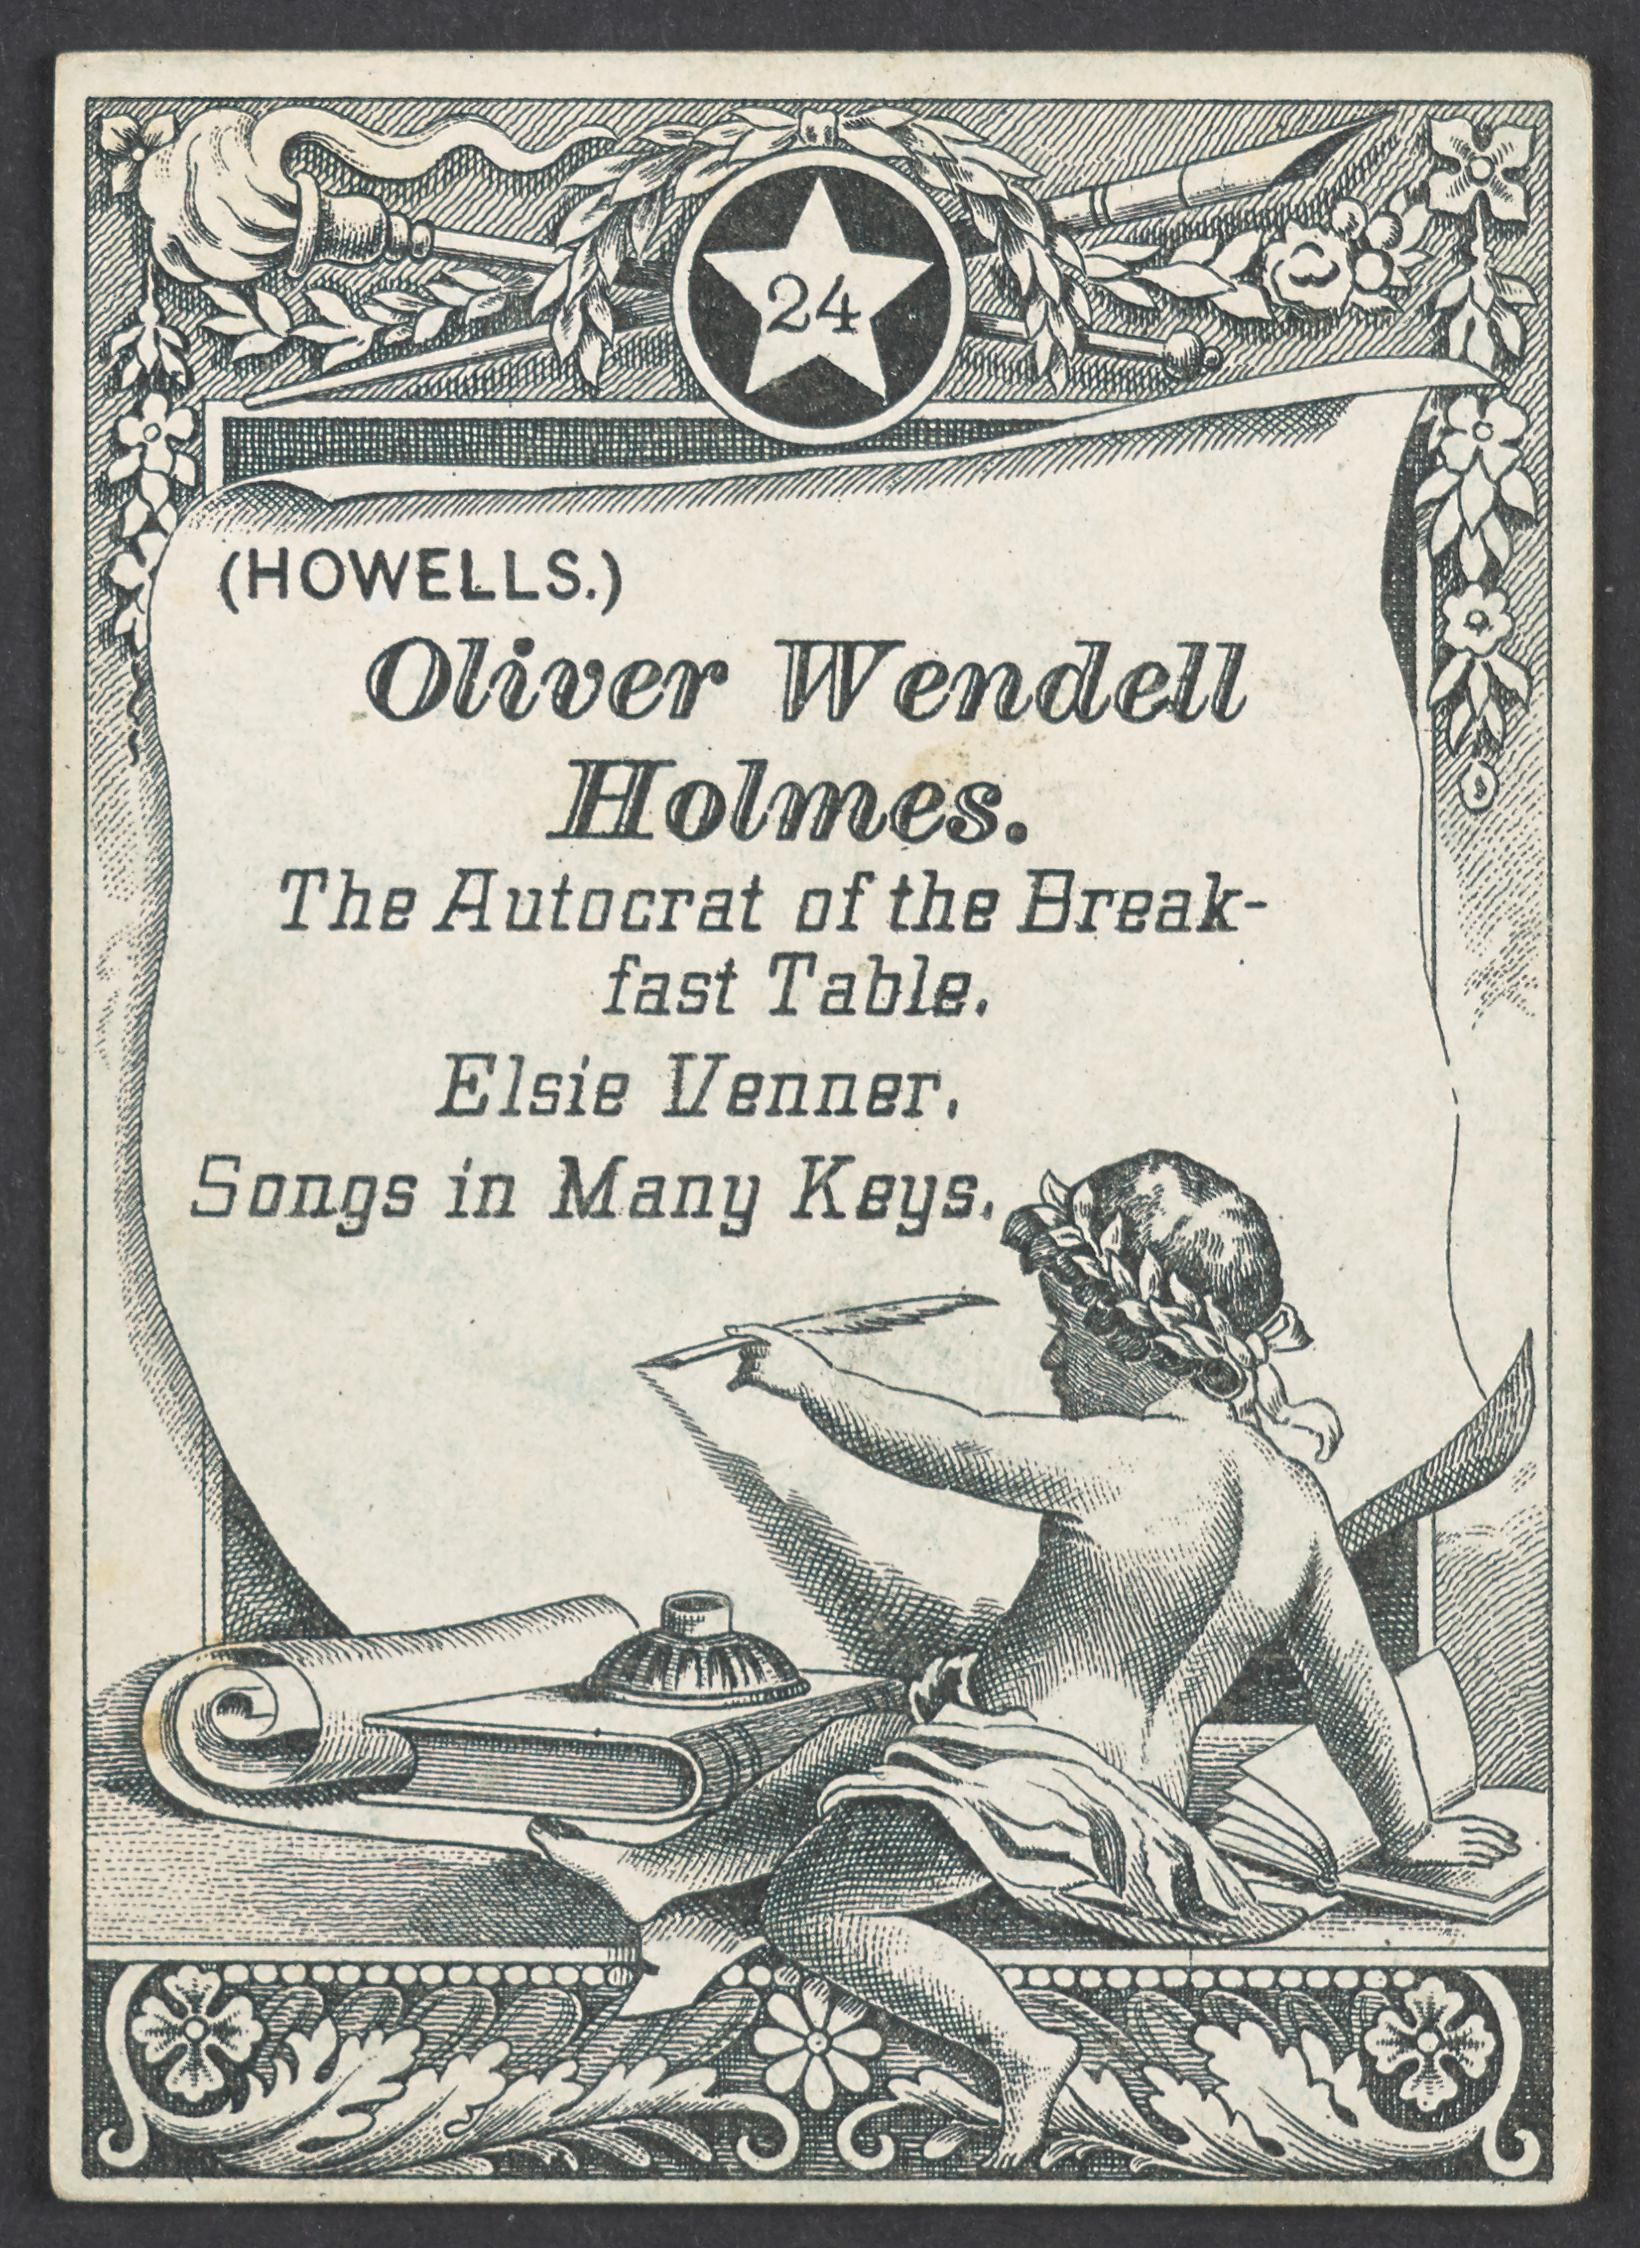 24
(HOWELLS.)
Oliver Wendell
Holmes.
The Autocrat of the Break-
fast Table.
Elsie Venner.
Songs in Many Keys.